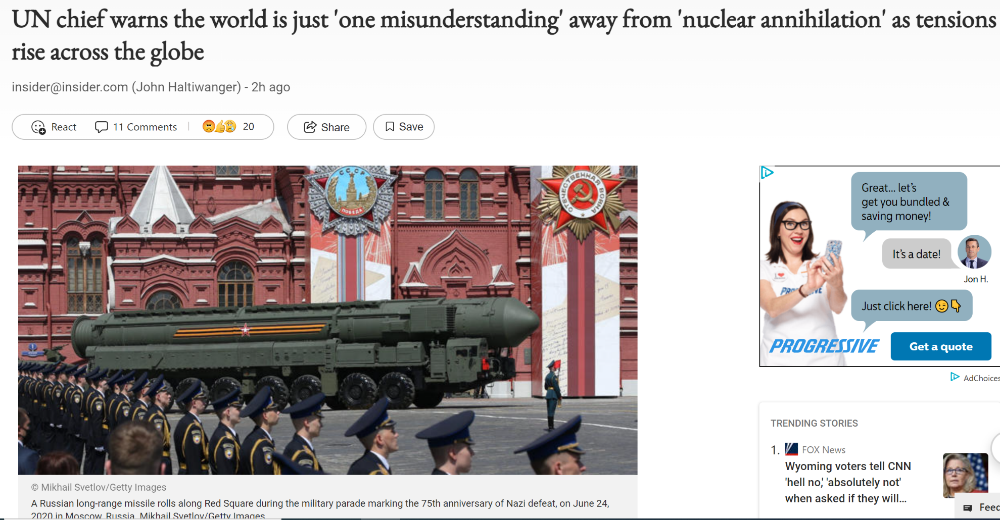 UN chief warns the world is just 'one misunderstanding' away from 'nuclear annihilation' as tensions
rise across the globe
insider@insider.com (John Haltiwanger) - 2h ago
React
11 Comments
20
Share
Save
СССР
ПОБЕДА
ОТЕЧЕСТВЕННАЯ ВОЙНА
Great... let's
get you bundled &
saving money!
It's a date!
Jon H.
Just click here!
PROGRESSIVE
Get a quote
AdChoices
© Mikhail Svetlov/Getty Images
A Russian long-range missile rolls along Red Square during the military parade marking the 75th anniversary of Nazi defeat, on June 24,
2020 in Moscow, Russia. Mikhail Svetlov/Getty Images
TRENDING STORIES
1. FOX News
Wyoming voters tell CNN
'hell no,' 'absolutely not'
when asked if they will...
Feed